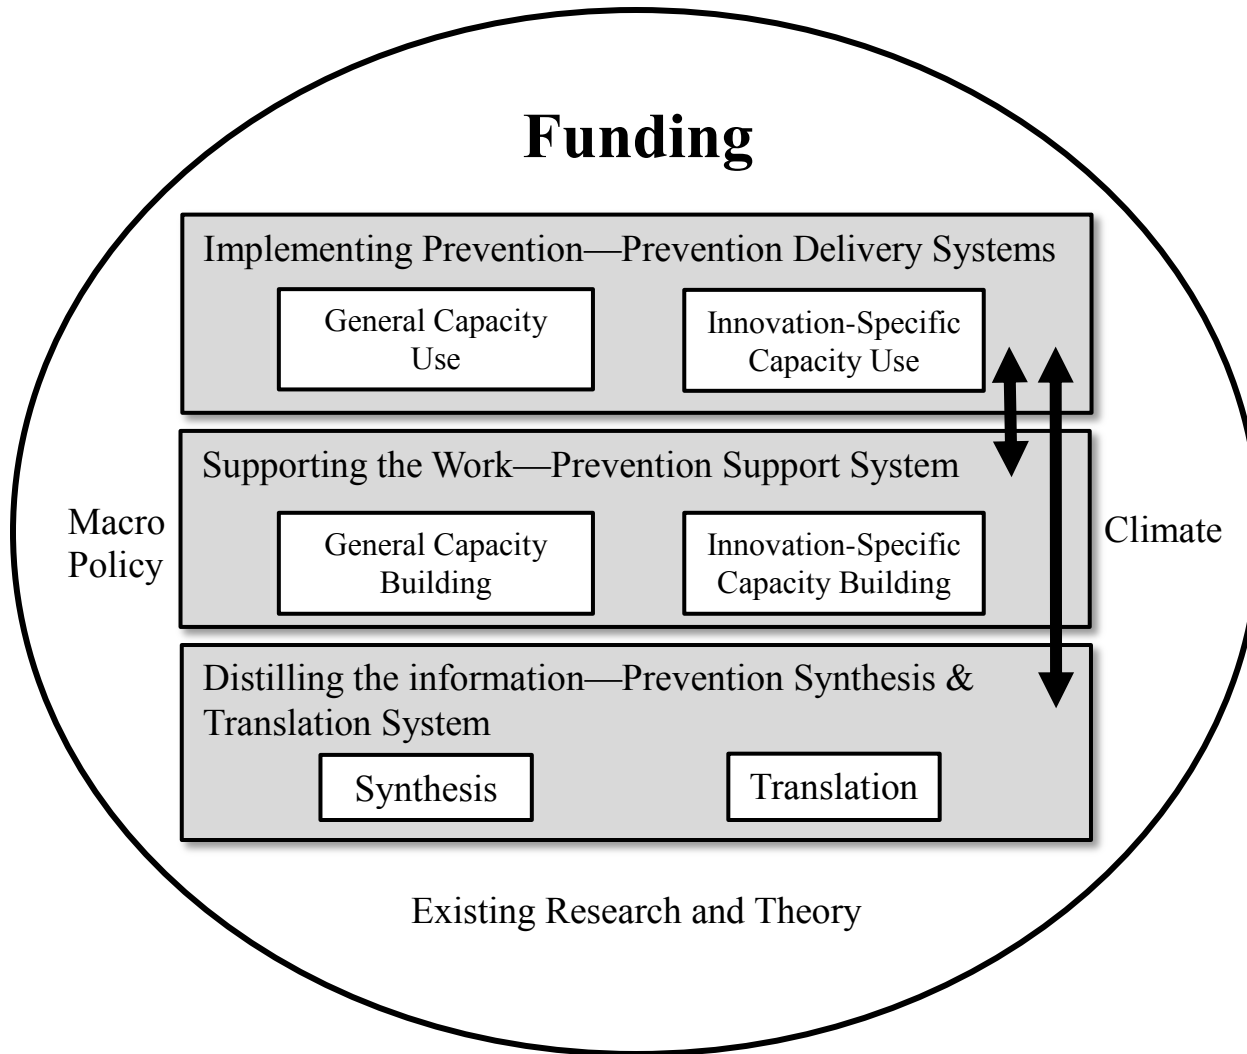 Funding
Implementing Prevention—Prevention Delivery Systems
General Capacity
Use
Innovation-Specific
Capacity Use
Supporting the Work—Prevention Support System
Macro
Policy
General Capacity
Building
Innovation-Specific
Capacity Building
Climate
Distilling the information—Prevention Synthesis &
Translation System
Synthesis
Translation
Existing Research and Theory